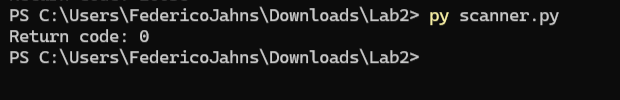 PS C:\Users\FedericoJahns\Downloads\Lab2> py scanner.py
Return code: 0
PS C:\Users\FedericoJahns\Downloads\Lab2>